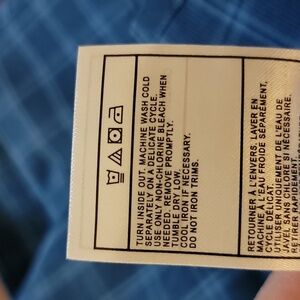 TURN INSIDE OUT. MACHINE WASH COLD
SEPARATELY ON A DELICATE CYCLE.
USE ONLY NON-CHLORINE BLEACH WHEN
NEEDED. REMOVE PROMPTLY.
TUMBLE DRY LOW.
COOL IRON IF NECESSARY.
DO NOT IRON TRIMS.
RETOURNER À L'ENVERS. LAVER EN
MACHINE À L'EAU FROIDE SÉPARÉMENT,
CYCLE DÉLICAT.
UTILISER UNIQUEMENT DE L'EAU DE
JAVEL SANS CHLORE SI NÉCESSAIRE.
RETIRER RAPIDEMENT.